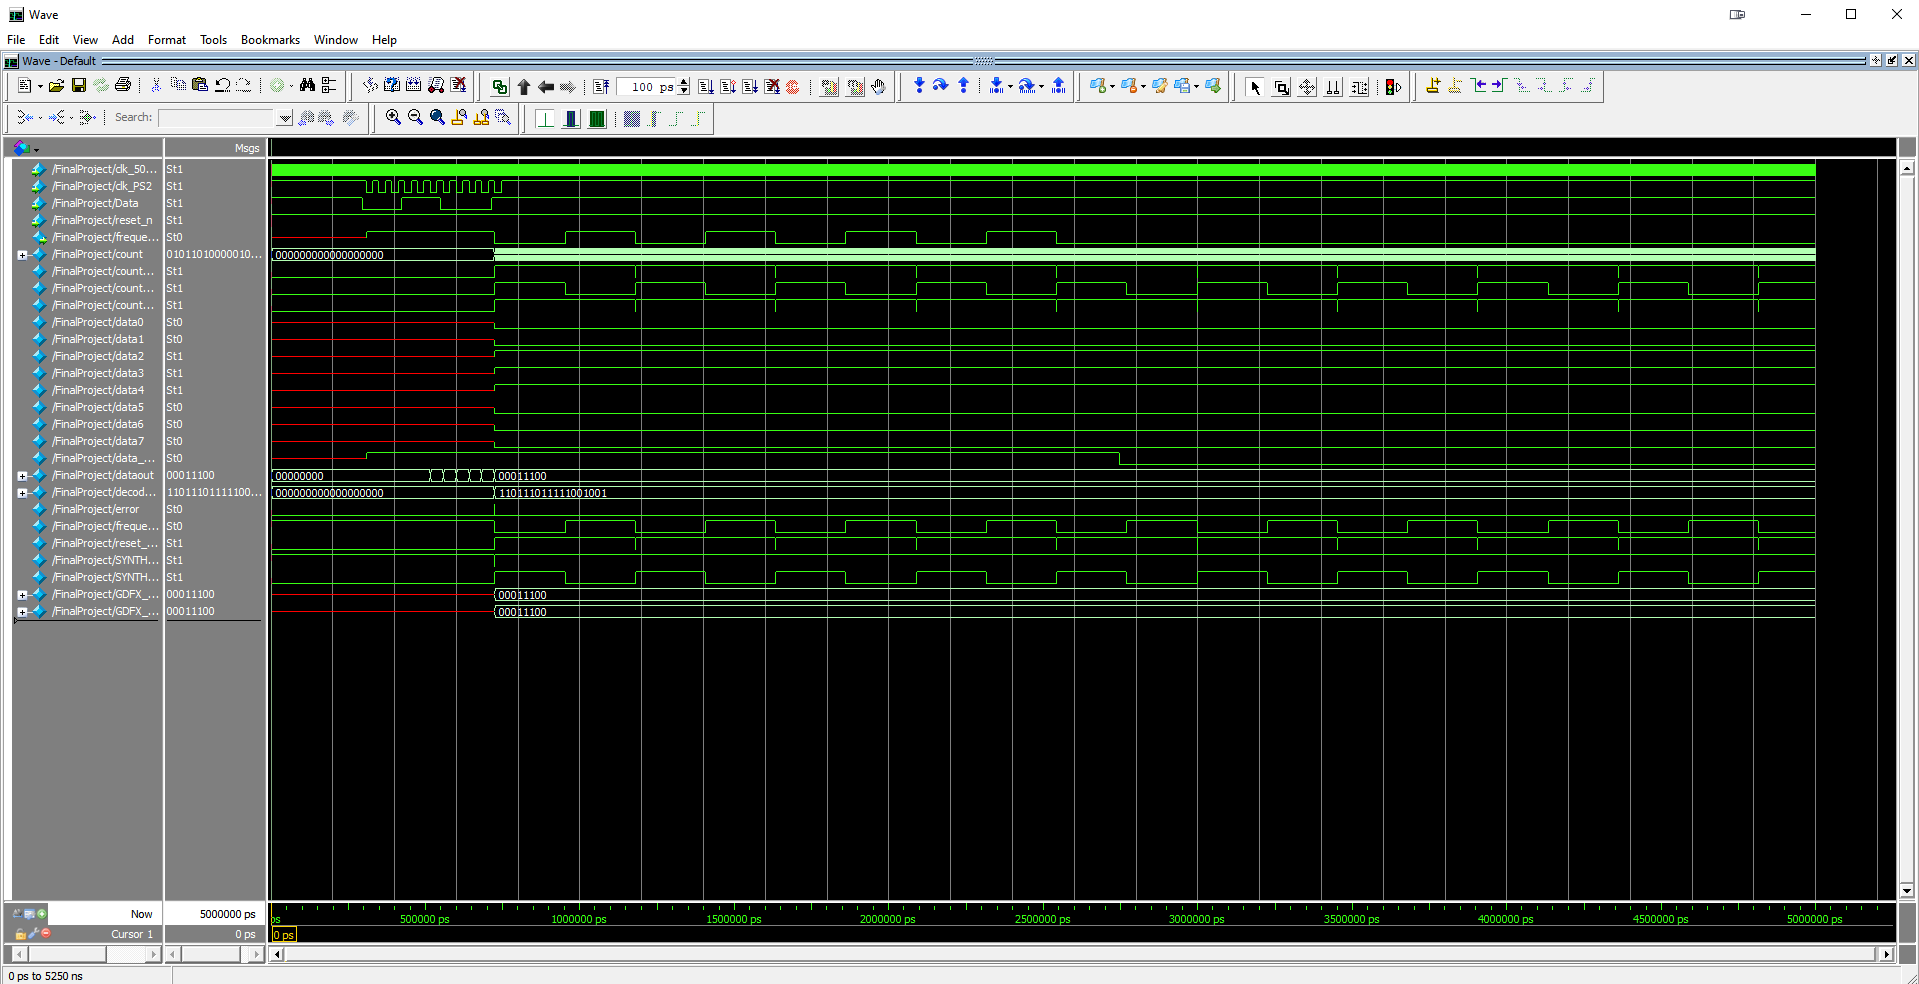 Wave
File Edit View Add Format Tools Bookmarks Window Help
Wave - Default
100 ps
Search:
Msgs
/FinalProject/clk_50... St1
/FinalProject/clk_PS2 St1
/FinalProject/Data St1
/FinalProject/reset_n St1
/FinalProject/freque... St0
/FinalProject/count 01011010000010... 000000000000000000
/FinalProject/count... St1
/FinalProject/count... St1
/FinalProject/count... St1
/FinalProject/data0 St0
/FinalProject/data1 St0
/FinalProject/data2 St1
/FinalProject/data3 St1
/FinalProject/data4 St1
/FinalProject/data5 St0
/FinalProject/data6 St0
/FinalProject/data7 St0
/FinalProject/data_... St0
/FinalProject/dataout 00011100 00000000 00011100
/FinalProject/decod... 11011101111100... 000000000000000000 110111011111001001
/FinalProject/error St0
/FinalProject/freque... St0
/FinalProject/reset_... St1
/FinalProject/SYNTH... St1
/FinalProject/SYNTH... St1
/FinalProject/GDFX_... 00011100 00011100
/FinalProject/GDFX_... 00011100 00011100
Now 5000000 ps ps 500000 ps 1000000 ps 1500000 ps 2000000 ps 2500000 ps 3000000 ps 3500000 ps 4000000 ps 4500000 ps 5000000 ps
Cursor 1 0 ps 0 ps
0 ps to 5250 ns